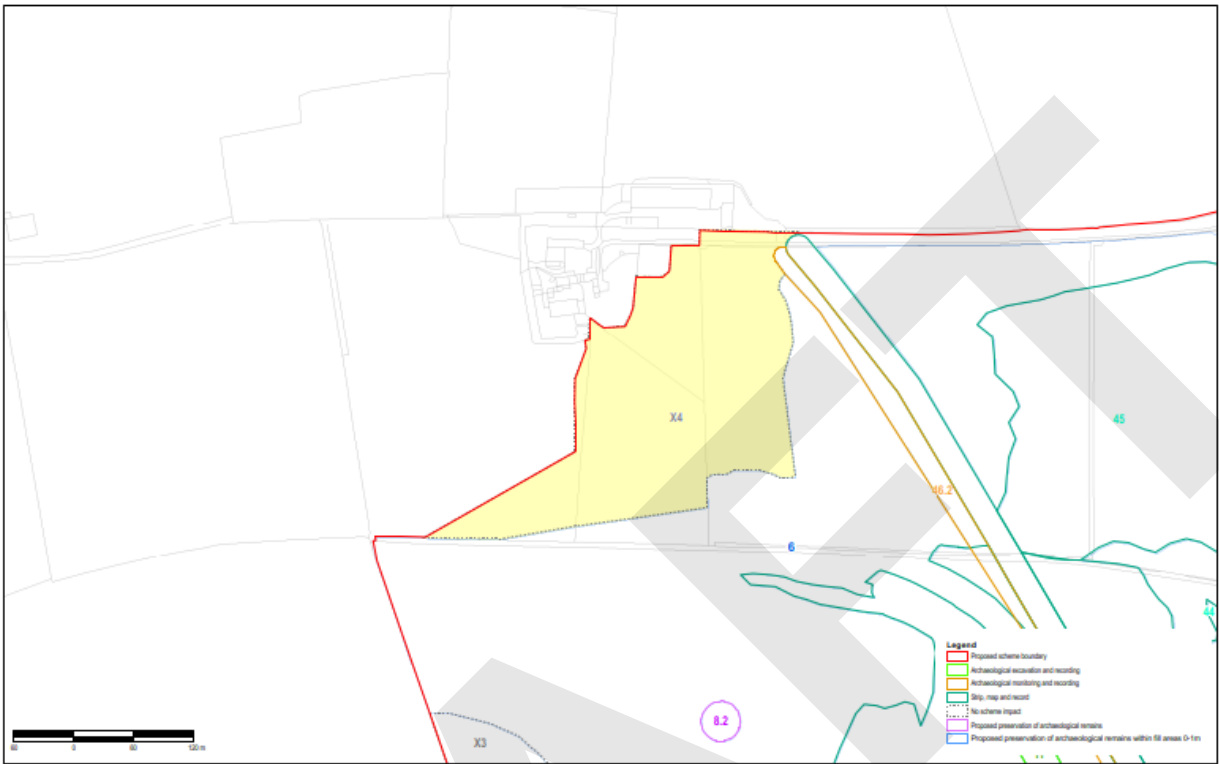 X4
45
46.2
6
44
8.2
X3
Legend
Proposed scheme boundary
Archaeological excavation and recording
Archaeological monitoring and recording
Strip, map and record
No scheme impact
Proposed preservation of archaeological remains
Proposed preservation of archaeological remains within fill areas 0-1m
60 0 60 120 m